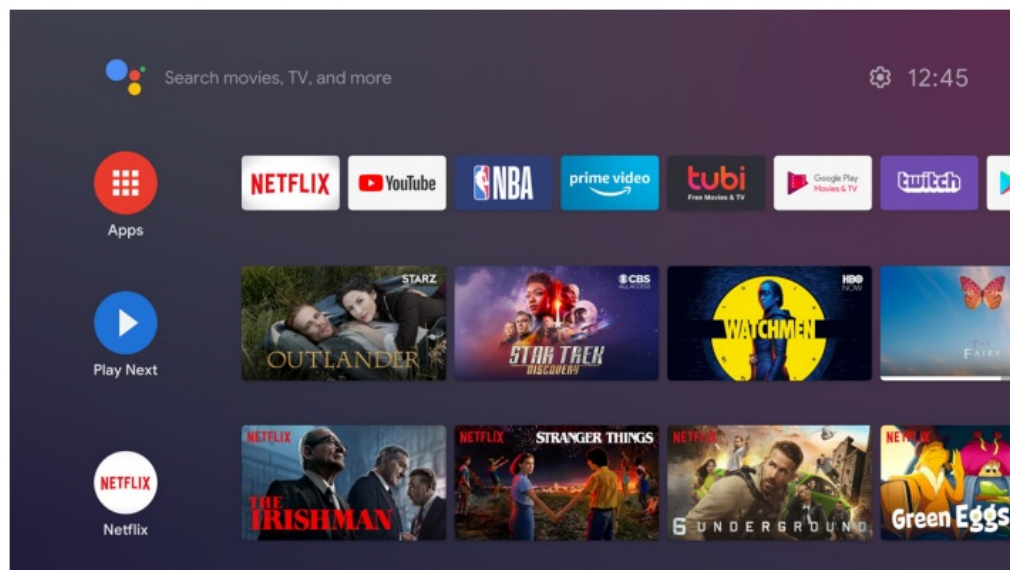 Search movies, TV, and more
12:45
Apps
NETFLIX
YouTube
NBA
prime video
tubi
Free Movies & TV
Google Play
Movies & TV
twitch
Play Next
STARZ
OUTLANDER
CBS
ALL ACCESS
STAR TREK
DISCOVERY
HBO
NOW
WATCHMEN
THE
FAIRY
NETFLIX
Netflix
NETFLIX
THE
IRISHMAN
NETFLIX
STRANGER THINGS
NETFLIX
6 UNDERGROUND
NETFLIX
Green Eggs